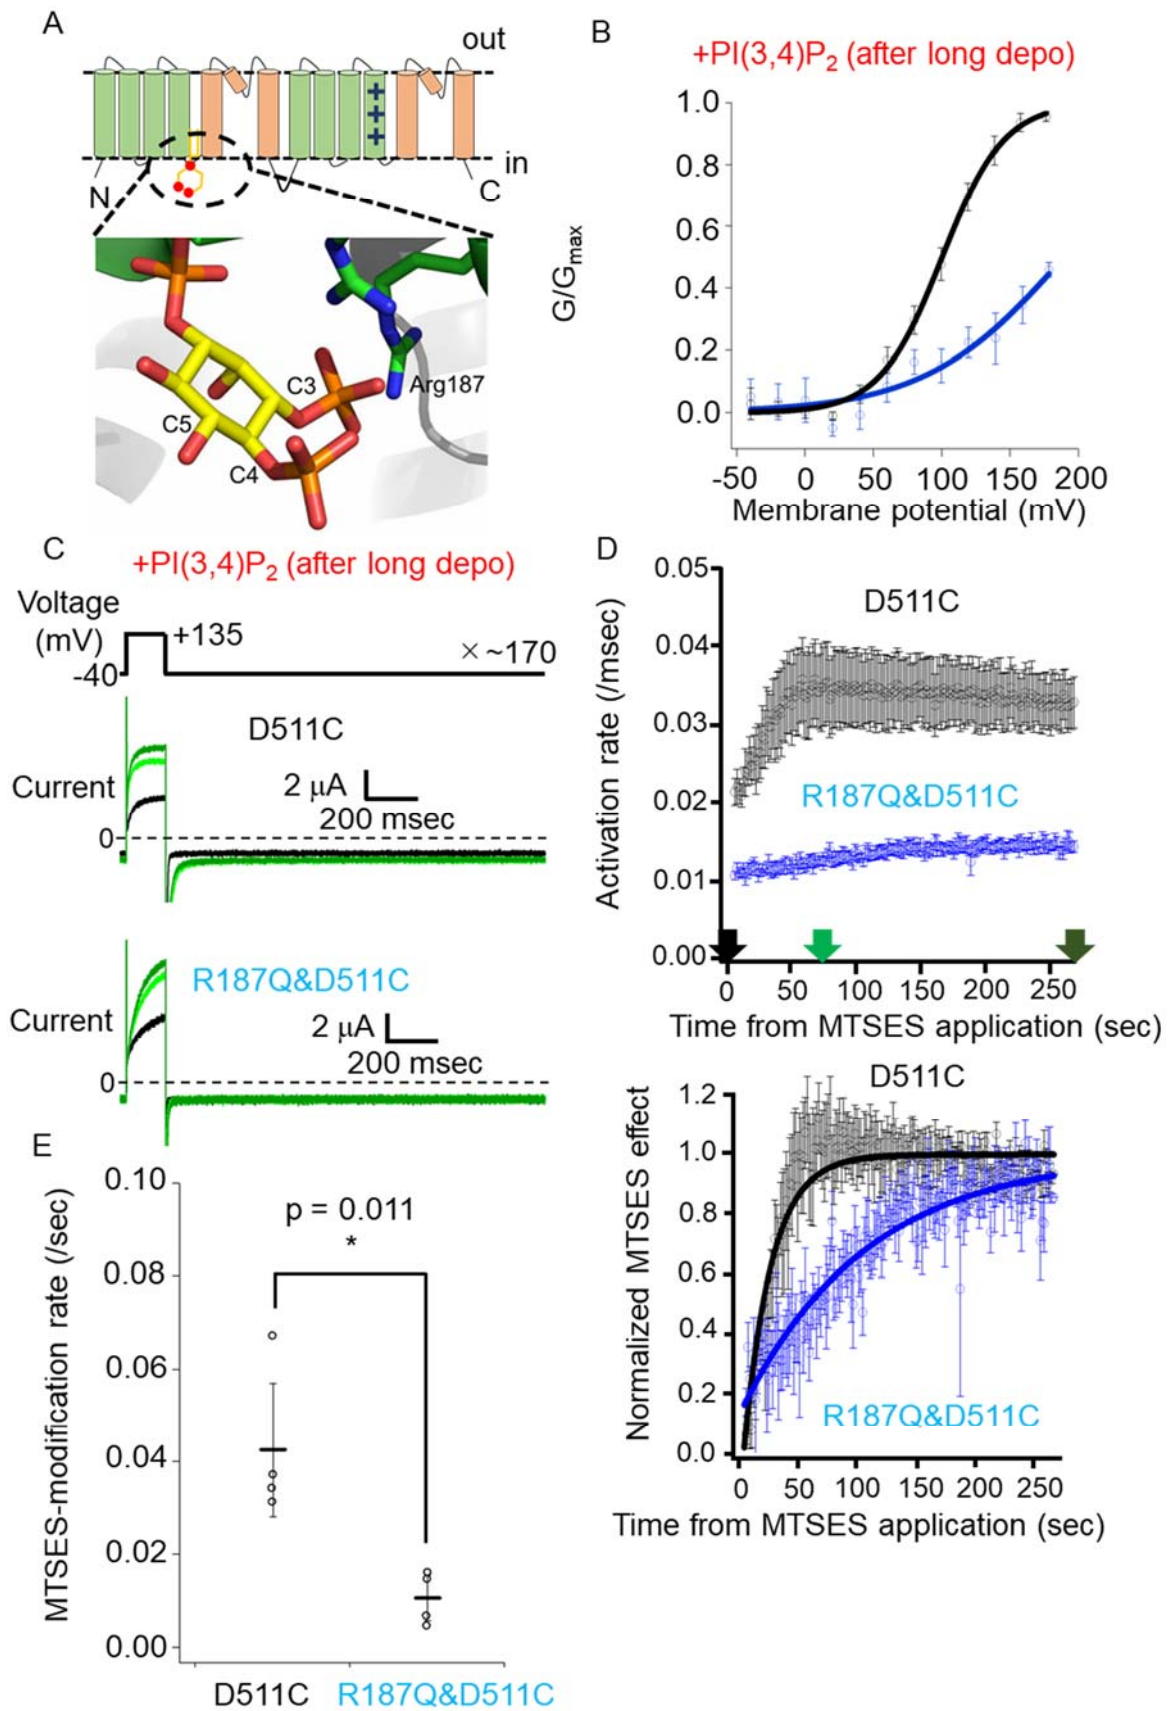 A
out
+
+
+
in
N
C
C3
Arg187
C5
C4
B
+PI(3,4)P2 (after long depo)
1.0
0.8
0.6
0.4
0.2
0.0
G/Gmax
-50 0 50 100 150 200
Membrane potential (mV)
C
+PI(3,4)P2 (after long depo)
Voltage
(mV)
+135
-40
×~170
D511C
Current
2 μA
200 msec
0
R187Q&D511C
Current
2 μA
200 msec
0
D
0.05
0.04
0.03
0.02
0.01
0.00
Activation rate (/msec)
D511C
R187Q&D511C
0 50 100 150 200 250
Time from MTSES application (sec)
1.2
1.0
0.8
0.6
0.4
0.2
0.0
Normalized MTSES effect
D511C
R187Q&D511C
0 50 100 150 200 250
Time from MTSES application (sec)
E
0.10
0.08
0.06
0.04
0.02
0.00
MTSES-modification rate (/sec)
p = 0.011
*
D511C R187Q&D511C